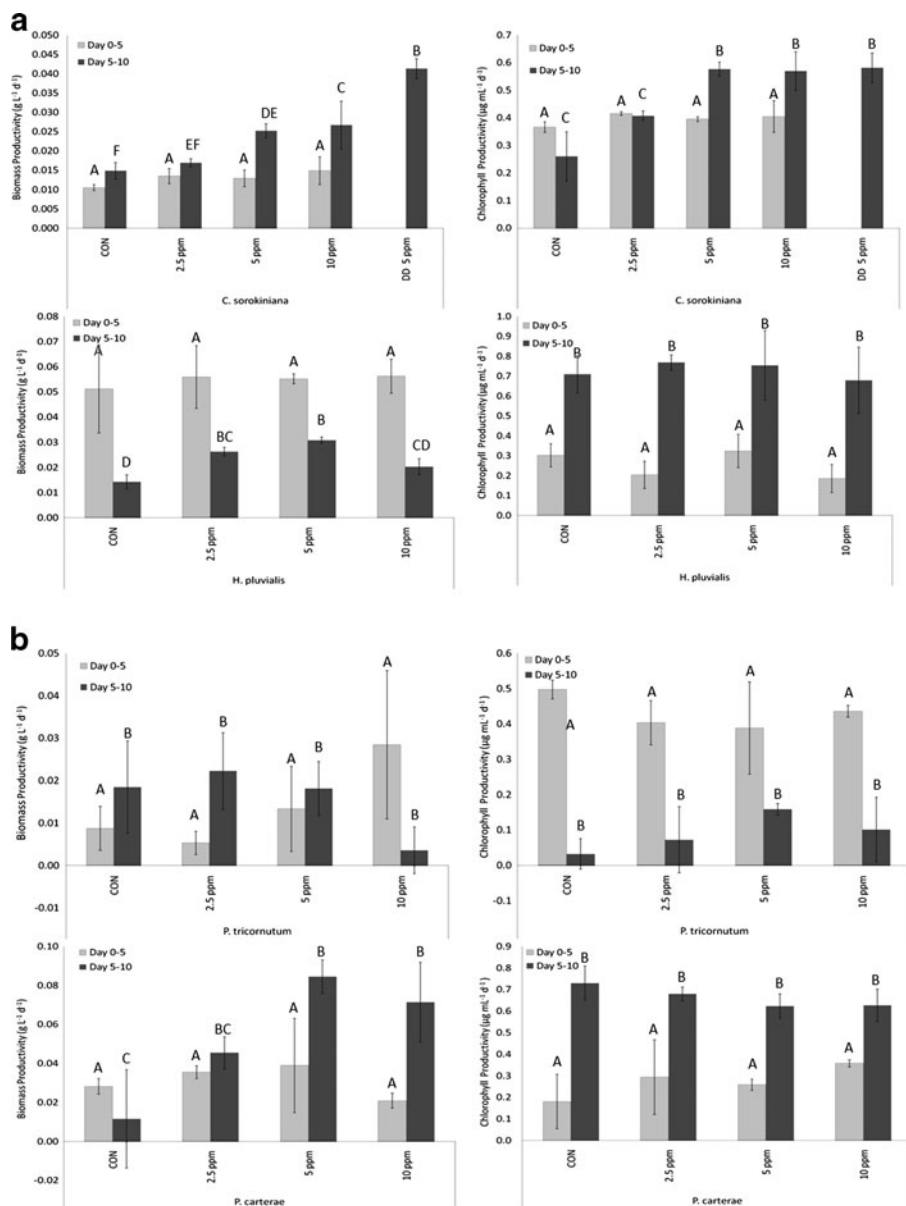 a
Biomass Productivity (g L⁻¹ d⁻¹)
0.050
0.045
0.040
0.035
0.030
0.025
0.020
0.015
0.010
0.005
0.000
Day 0-5
Day 5-10
A F A EF A DE A C B
CON 2.5 ppm 5 ppm 10 ppm DD 5 ppm
C. sorokiniana
Chlorophyll Productivity (µg mL⁻¹ d⁻¹)
0.7
0.6
0.5
0.4
0.3
0.2
0.1
0.0
Day 0-5
Day 5-10
A C A C A B A B B
CON 2.5 ppm 5 ppm 10 ppm DD 5 ppm
C. sorokiniana
Biomass Productivity (g L⁻¹ d⁻¹)
0.08
0.07
0.06
0.05
0.04
0.03
0.02
0.01
0.00
Day 0-5
Day 5-10
A D A BC A B A CD
CON 2.5 ppm 5 ppm 10 ppm
H. pluvialis
Chlorophyll Productivity (µg mL⁻¹ d⁻¹)
1.0
0.9
0.8
0.7
0.6
0.5
0.4
0.3
0.2
0.1
0.0
Day 0-5
Day 5-10
A B A B A B A B
CON 2.5 ppm 5 ppm 10 ppm
H. pluvialis
b
Biomass Productivity (g L⁻¹ d⁻¹)
0.05
0.04
0.03
0.02
0.01
0.00
-0.01
Day 0-5
Day 5-10
A B A B A B A B
CON 2.5 ppm 5 ppm 10 ppm
P. tricornutum
Chlorophyll Productivity (µg mL⁻¹ d⁻¹)
0.6
0.5
0.4
0.3
0.2
0.1
0.0
-0.1
Day 0-5
Day 5-10
A B A B A B A B
CON 2.5 ppm 5 ppm 10 ppm
P. tricornutum
Biomass Productivity (g L⁻¹ d⁻¹)
0.10
0.08
0.06
0.04
0.02
0.00
-0.02
Day 0-5
Day 5-10
A C A BC A B A B
CON 2.5 ppm 5 ppm 10 ppm
P. carterae
Chlorophyll Productivity (µg mL⁻¹ d⁻¹)
0.9
0.8
0.7
0.6
0.5
0.4
0.3
0.2
0.1
0.0
Day 0-5
Day 5-10
A B A B A B A B
CON 2.5 ppm 5 ppm 10 ppm
P. carterae